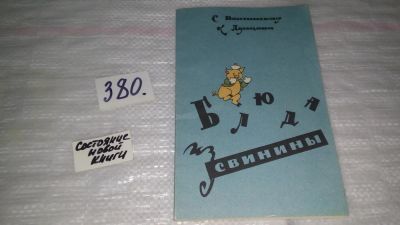 380.
Состояние
новой
книги
С
К
Блюда
из
свинины